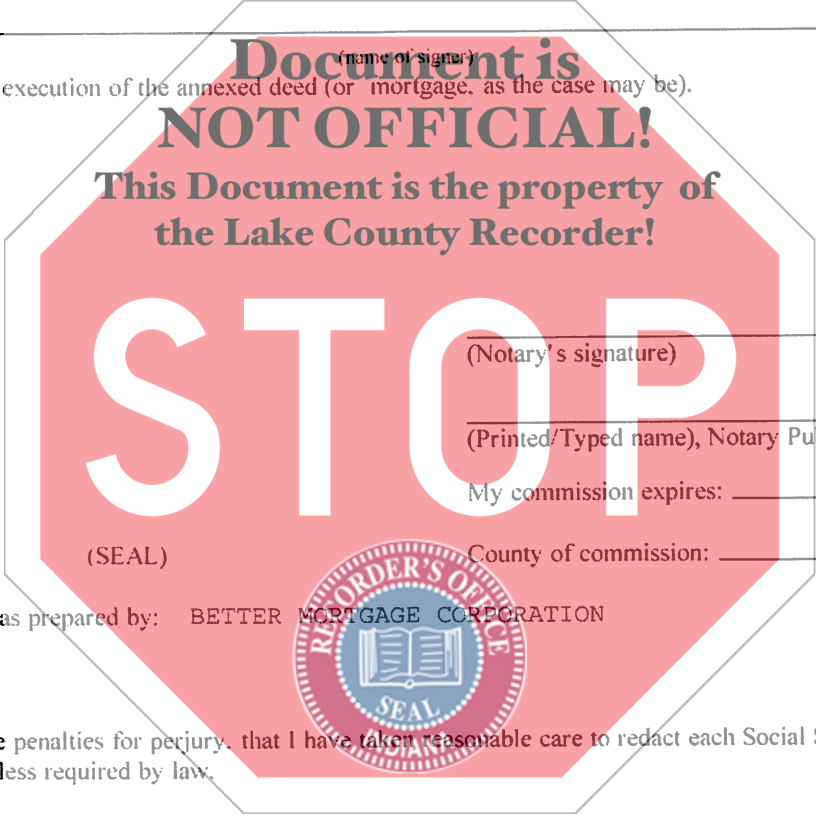 Document is
(name of signer)
execution of the annexed deed (or mortgage, as the case may be).
NOT OFFICIAL!
This Document is the property of
the Lake County Recorder!
STOP
(Notary's signature)
(Printed/Typed name), Notary Pu
My commission expires:
(SEAL)
County of commission:
RECORDER'S OFFICE
as prepared by: BETTER MORTGAGE CORPORATION
SEAL
INDIANA
e penalties for perjury, that I have taken reasonable care to redact each Social S
less required by law.